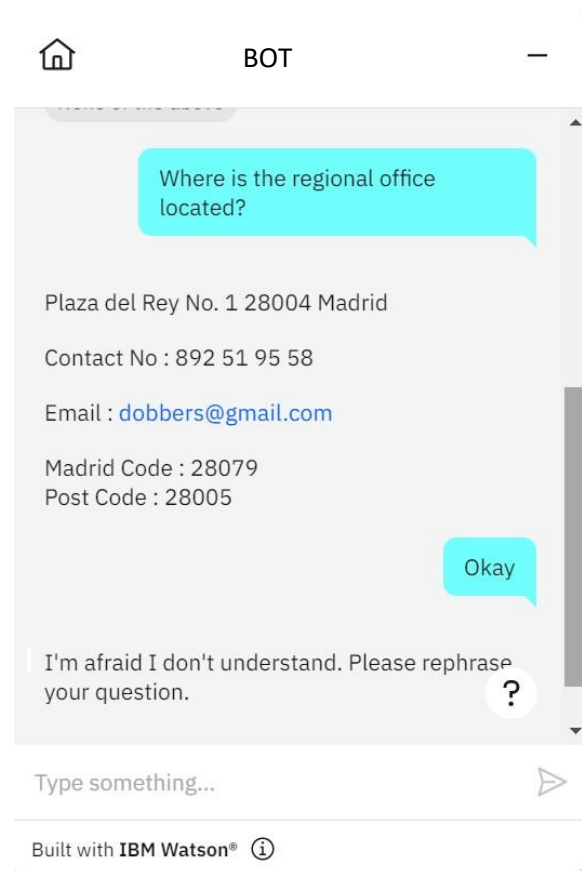 BOT
Where is the regional office
located?
Plaza del Rey No. 1 28004 Madrid
Contact No : 892 51 95 58
Email : dobbers@gmail.com
Madrid Code : 28079
Post Code : 28005
Okay
I'm afraid I don't understand. Please rephrase
your question.
?
Type something...
Built with IBM Watson®